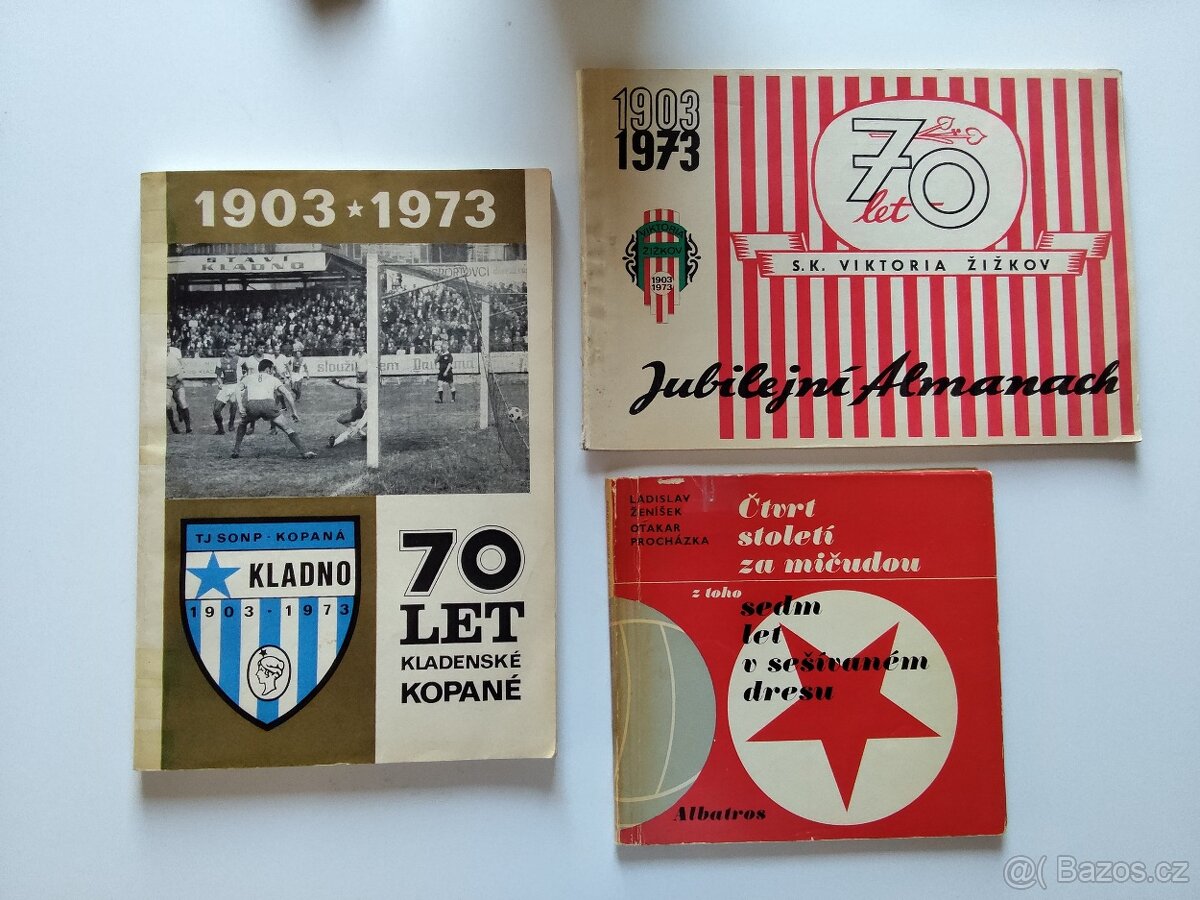 1903 ★ 1973
STAVÍ
KLADNO
SPORTOVCI
slouží
TJ SONP - KOPANÁ
KLADNO
1903 - 1973
70
LET
KLADENSKÉ
KOPANÉ
1903
1973
70
let
S.K. VIKTORIA ŽIŽKOV
VIKTORIA
ŽIŽKOV
1903
1973
Jubilejní Almanach
LADISLAV
ŽENÍŠEK
OTAKAR
PROCHÁZKA
Čtvrt
století
za mičudou
z toho
sedm
let
v sešívaném
dresu
Albatros
@( Bazos.cz